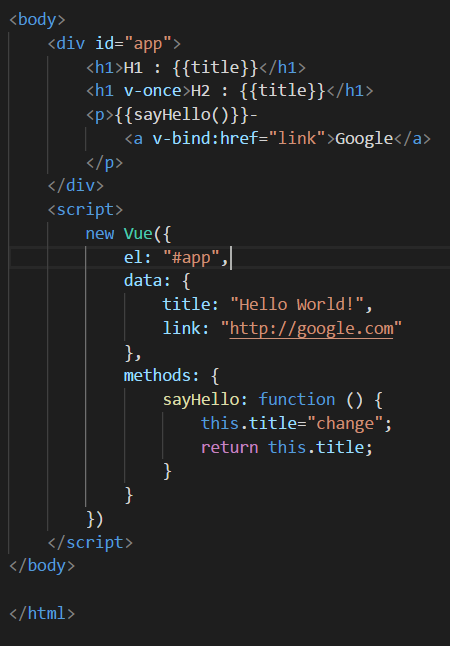 <body>
    <div id="app">
        <h1>H1 : {{title}}</h1>
        <h1 v-once>H2 : {{title}}</h1>
        <p>{{sayHello()}}-
            <a v-bind:href="link">Google</a>
        </p>
    </div>
    <script>
        new Vue({
            el: "#app",
            data: {
                title: "Hello World!",
                link: "http://google.com"
            },
            methods: {
                sayHello: function () {
                    this.title="change";
                    return this.title;
                }
            }
        })
    </script>
</body>

</html>